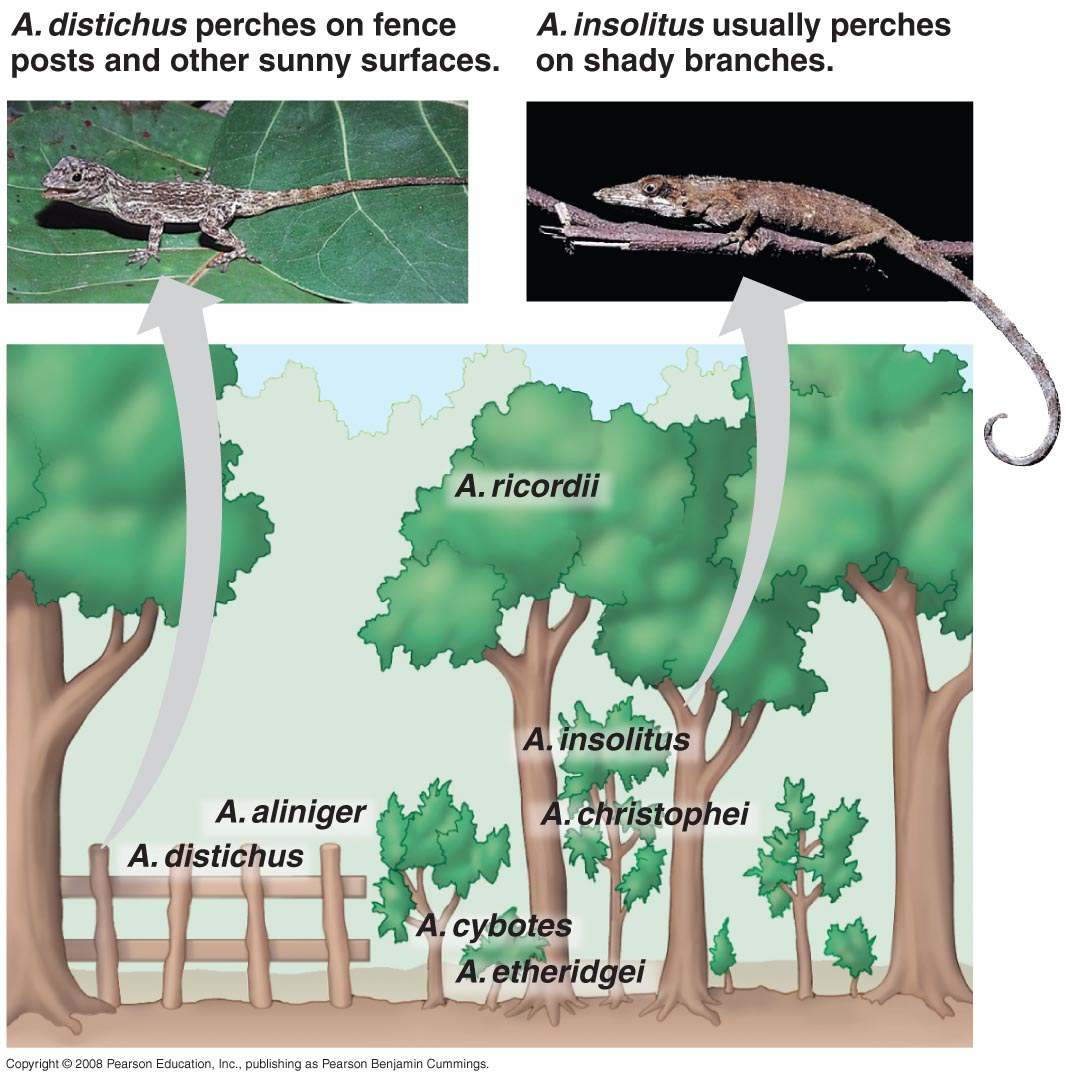 A. distichus perches on fence
posts and other sunny surfaces.
A. insolitus usually perches
on shady branches.
A. ricordii
A. insolitus
A. aliniger
A. christophei
A. distichus
A. cybotes
A. etheridgei
Copyright © 2008 Pearson Education, Inc., publishing as Pearson Benjamin Cummings.